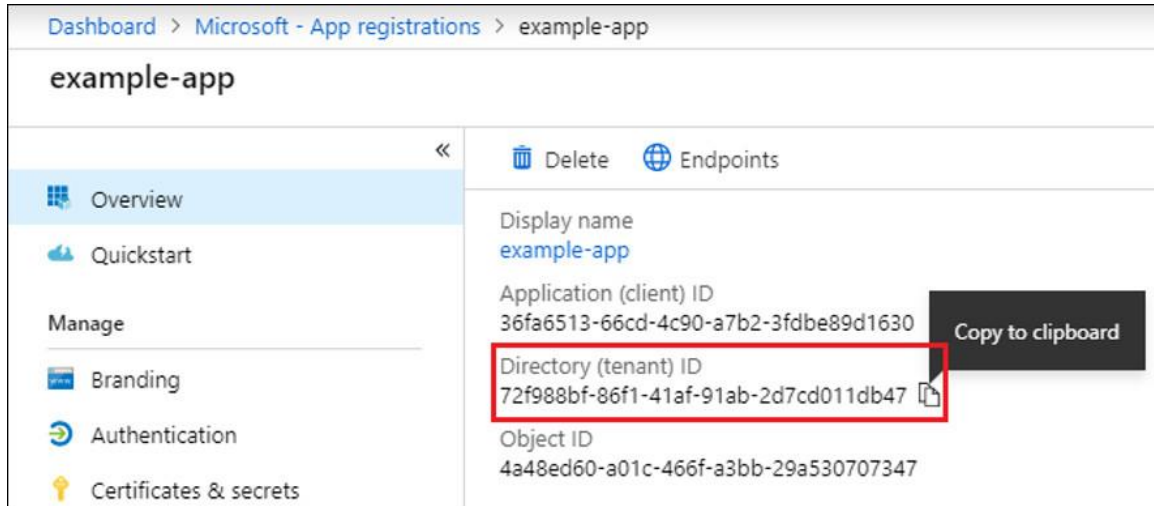 Dashboard > Microsoft - App registrations > example-app
example-app
«
Overview
Quickstart
Manage
Branding
Authentication
Certificates & secrets
Delete Endpoints
Display name
example-app
Application (client) ID
36fa6513-66cd-4c90-a7b2-3fdbe89d1630
Copy to clipboard
Directory (tenant) ID
72f988bf-86f1-41af-91ab-2d7cd011db47
Object ID
4a48ed60-a01c-466f-a3bb-29a530707347